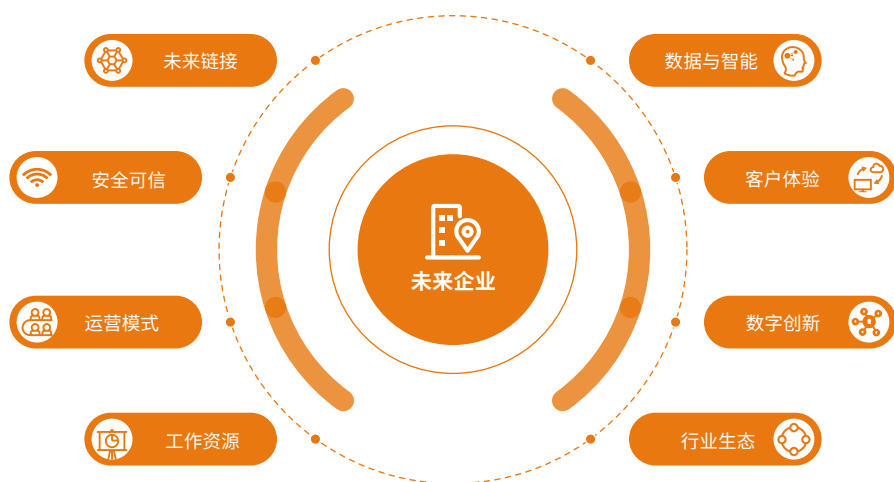 未来链接
数据与智能
安全可信
客户体验
未来企业
运营模式
数字创新
工作资源
行业生态